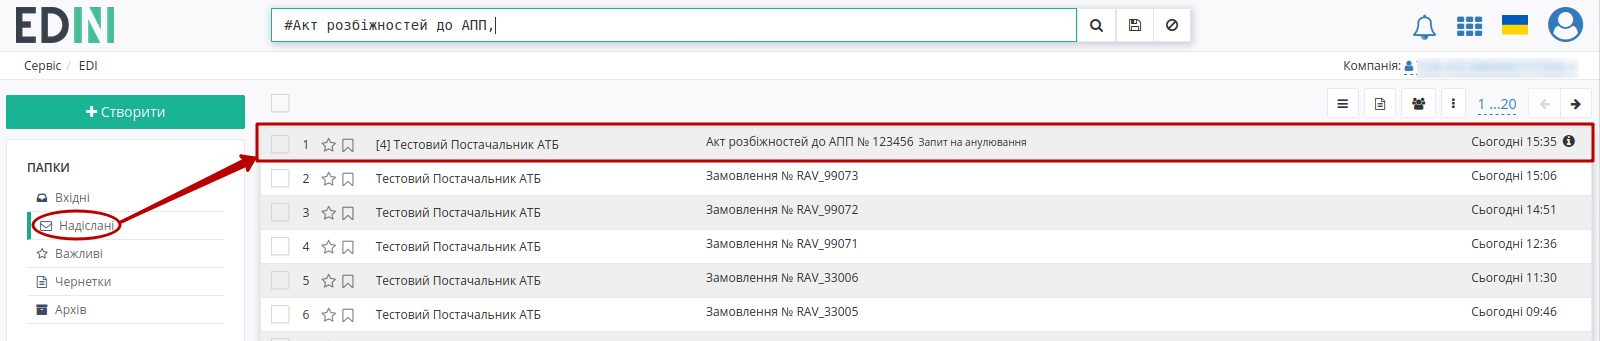 EDIN
#Акт розбіжностей до АПП,
Сервіс / EDI
Компанія:
Створити
1 ...20
ПАПКИ
Вхідні
Надіслані
Важливі
Чернетки
Архів
1 [4] Тестовий Постачальник АТБ Акт розбіжностей до АПП № 123456 Запит на анулювання Сьогодні 15:35
2 Тестовий Постачальник АТБ Замовлення № RAV_99073 Сьогодні 15:06
3 Тестовий Постачальник АТБ Замовлення № RAV_99072 Сьогодні 14:51
4 Тестовий Постачальник АТБ Замовлення № RAV_99071 Сьогодні 12:36
5 Тестовий Постачальник АТБ Замовлення № RAV_33006 Сьогодні 11:30
6 Тестовий Постачальник АТБ Замовлення № RAV_33005 Сьогодні 09:46